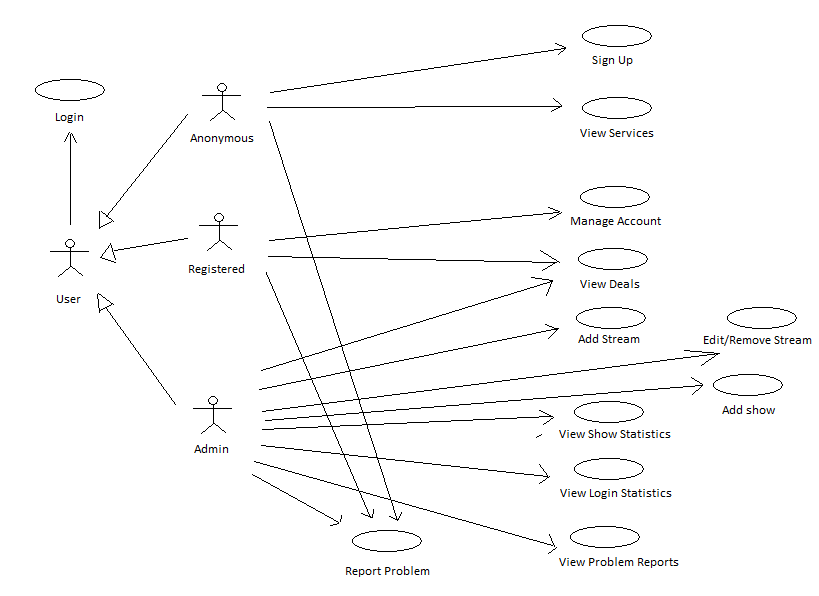 Sign Up
Login
Anonymous
View Services
Manage Account
Registered
View Deals
User
Add Stream
Edit/Remove Stream
Add show
View Show Statistics
Admin
View Login Statistics
View Problem Reports
Report Problem